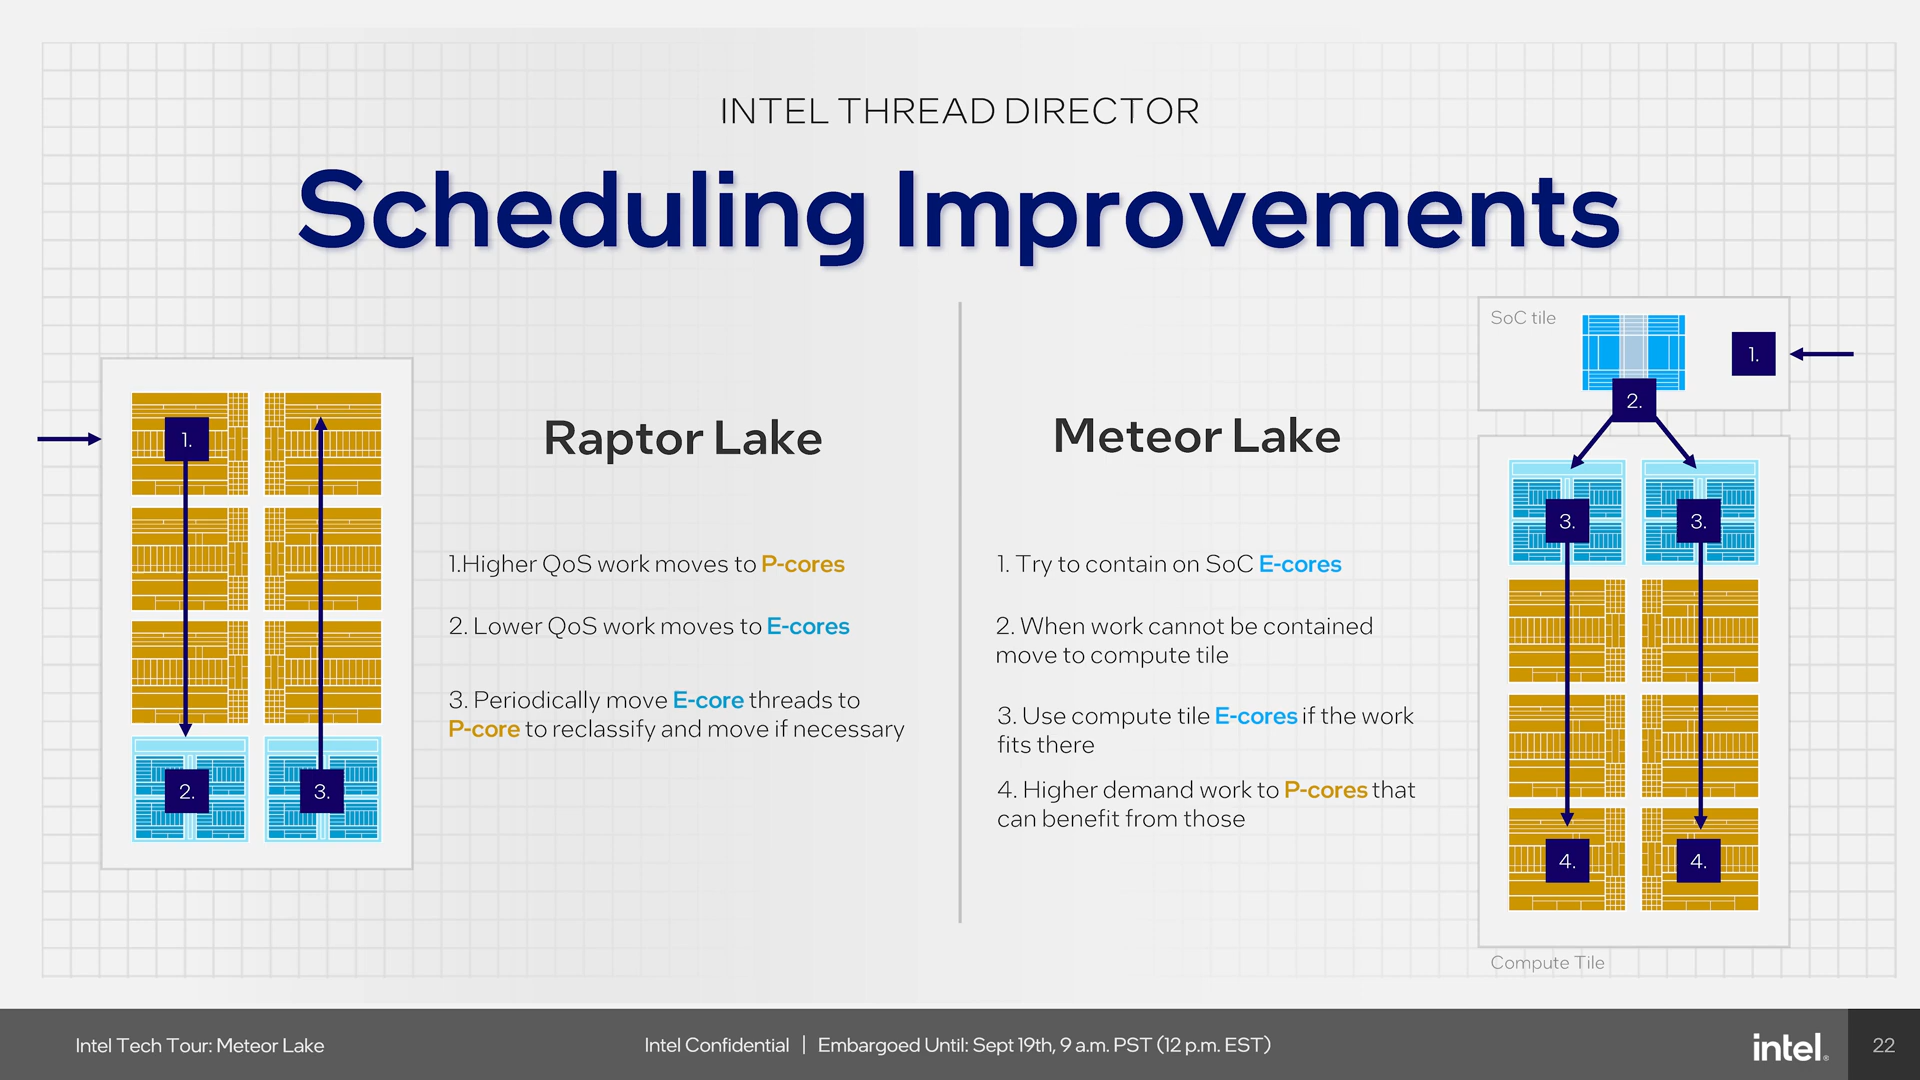 INTEL THREAD DIRECTOR
Scheduling Improvements
1.
2.
3.
Raptor Lake
1.Higher QoS work moves to P-cores
2. Lower QoS work moves to E-cores
3. Periodically move E-core threads to
P-core to reclassify and move if necessary
Meteor Lake
1. Try to contain on SoC E-cores
2. When work cannot be contained
move to compute tile
3. Use compute tile E-cores if the work
fits there
4. Higher demand work to P-cores that
can benefit from those
SoC tile
1.
2.
3.
3.
4.
4.
Compute Tile
Intel Tech Tour: Meteor Lake
Intel Confidential | Embargoed Until: Sept 19th, 9 a.m. PST (12 p.m. EST)
intel®
22